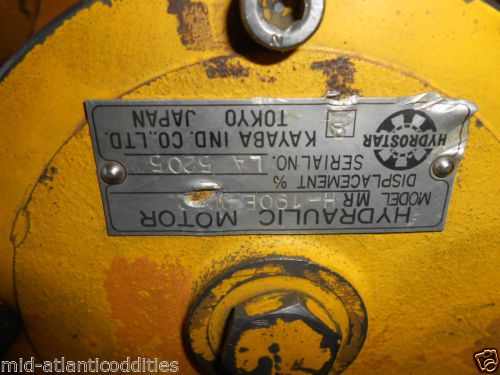 HYDRAULIC MOTOR
MODEL MR H-190E
DISPLACEMENT %
SERIAL NO. LA 5205
HYDROSTAR
KAYABA IND. CO., LTD.
TOKYO JAPAN
mid-atlanticoddities